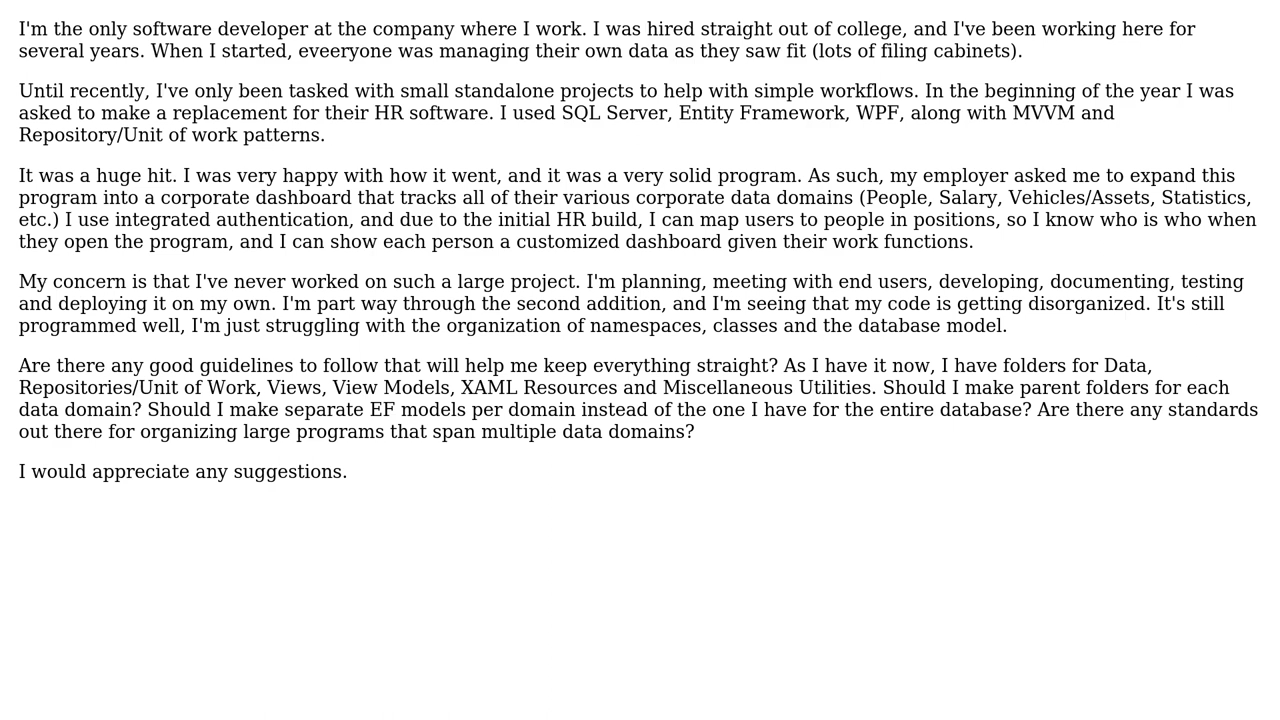 I'm the only software developer at the company where I work. I was hired straight out of college, and I've been working here for
several years. When I started, eveeryone was managing their own data as they saw fit (lots of filing cabinets).
Until recently, I've only been tasked with small standalone projects to help with simple workflows. In the beginning of the year I was
asked to make a replacement for their HR software. I used SQL Server, Entity Framework, WPF, along with MVVM and
Repository/Unit of work patterns.
It was a huge hit. I was very happy with how it went, and it was a very solid program. As such, my employer asked me to expand this
program into a corporate dashboard that tracks all of their various corporate data domains (People, Salary, Vehicles/Assets, Statistics,
etc.) I use integrated authentication, and due to the initial HR build, I can map users to people in positions, so I know who is who when
they open the program, and I can show each person a customized dashboard given their work functions.
My concern is that I've never worked on such a large project. I'm planning, meeting with end users, developing, documenting, testing
and deploying it on my own. I'm part way through the second addition, and I'm seeing that my code is getting disorganized. It's still
programmed well, I'm just struggling with the organization of namespaces, classes and the database model.
Are there any good guidelines to follow that will help me keep everything straight? As I have it now, I have folders for Data,
Repositories/Unit of Work, Views, View Models, XAML Resources and Miscellaneous Utilities. Should I make parent folders for each
data domain? Should I make separate EF models per domain instead of the one I have for the entire database? Are there any standards
out there for organizing large programs that span multiple data domains?
I would appreciate any suggestions.